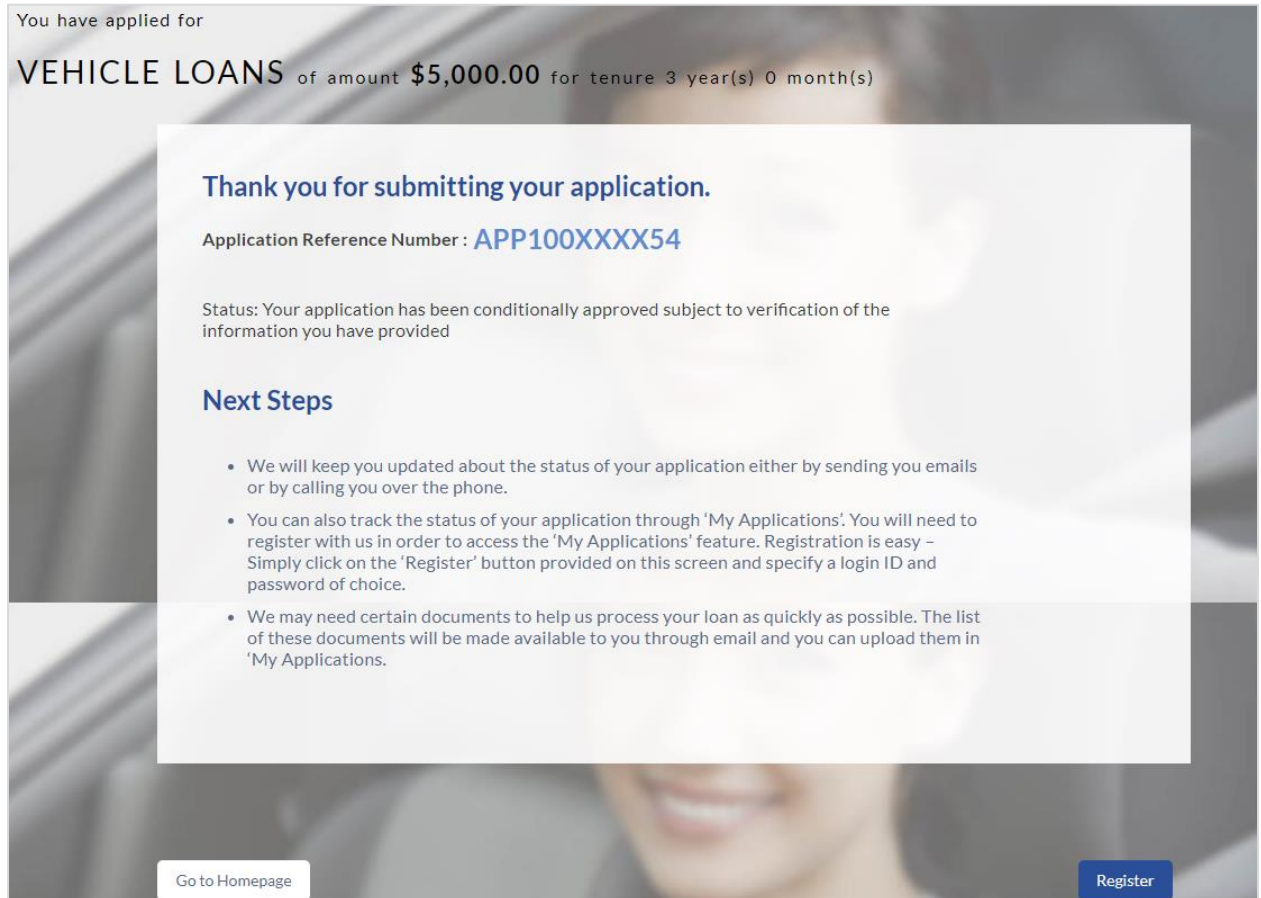 You have applied for
VEHICLE LOANS of amount $5,000.00 for tenure 3 year(s) 0 month(s)
Thank you for submitting your application.
Application Reference Number : APP100XXXX54
Status: Your application has been conditionally approved subject to verification of the
information you have provided
Next Steps
• We will keep you updated about the status of your application either by sending you emails
or by calling you over the phone.
• You can also track the status of your application through ‘My Applications’. You will need to
register with us in order to access the ‘My Applications’ feature. Registration is easy –
Simply click on the ‘Register’ button provided on this screen and specify a login ID and
password of choice.
• We may need certain documents to help us process your loan as quickly as possible. The list
of these documents will be made available to you through email and you can upload them in
‘My Applications.
Go to Homepage
Register